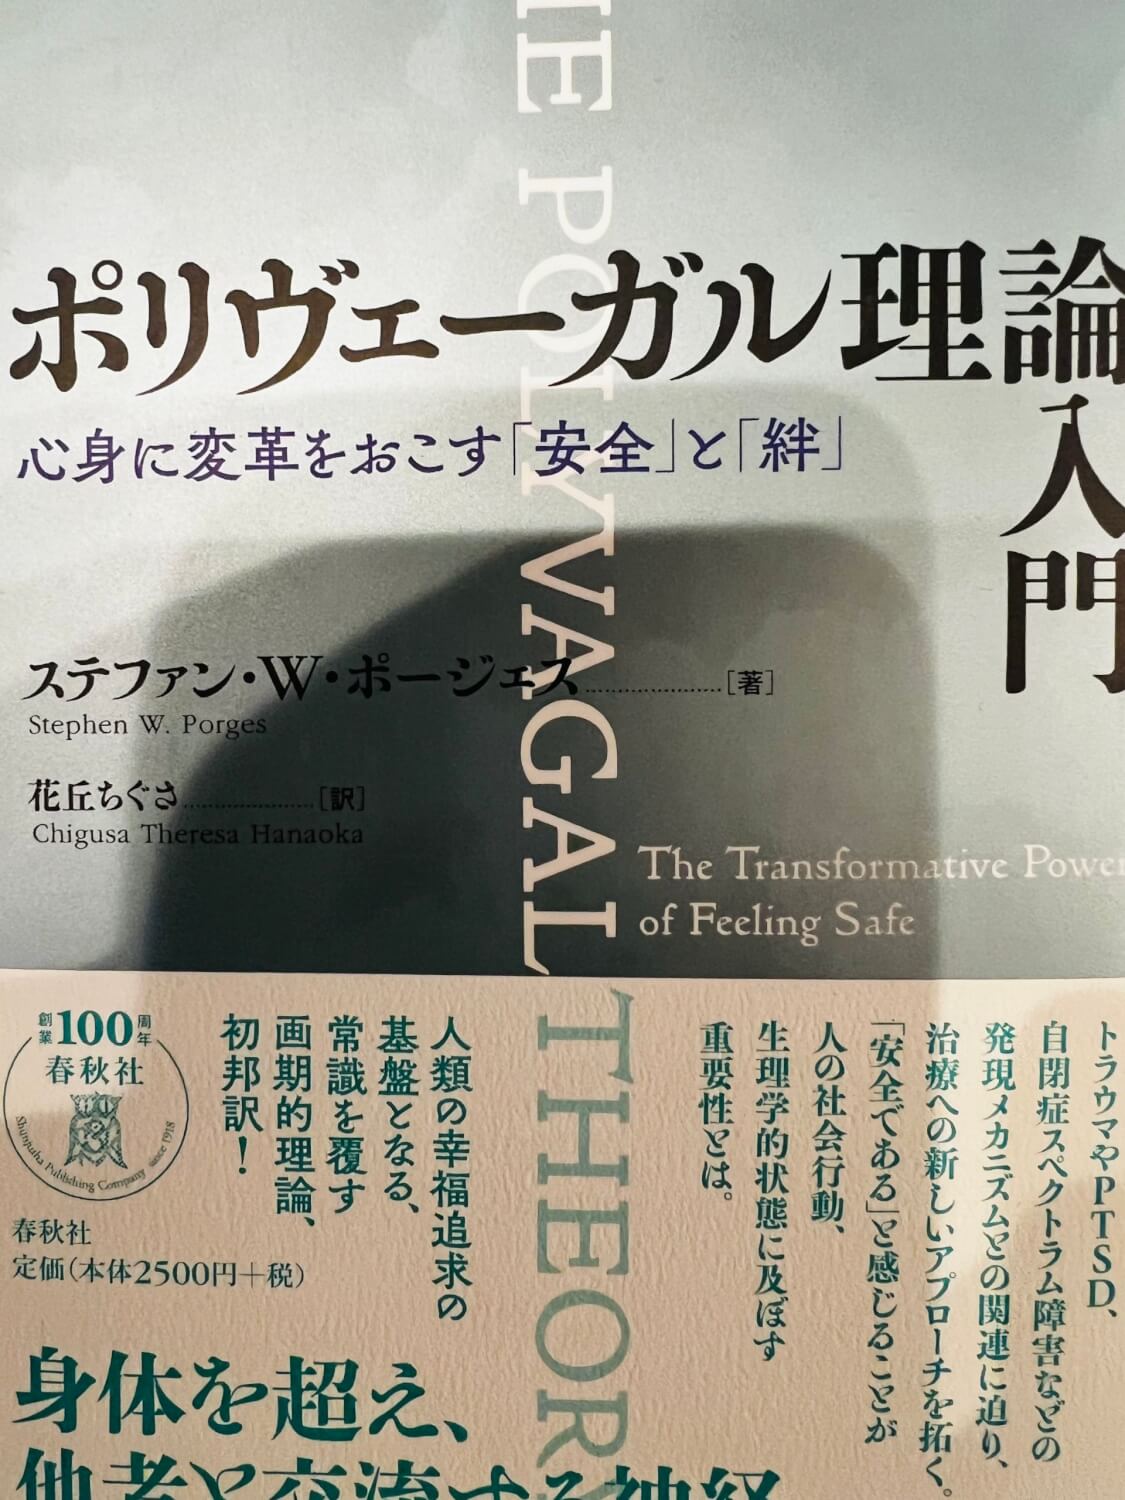 THE POLYVAGAL THEORY
ポリヴェーガル理論
入門
心身に変革をおこす「安全」と「絆」
ステファン・W・ポージェス……………………[著]
Stephen W. Porges
花丘ちぐさ……………………[訳]
Chigusa Theresa Hanaoka
The Transformative Power
of Feeling Safe
トラウマやPTSD、
自閉症スペクトラム障害などの
発現メカニズムとの関連に迫り、
治療への新しいアプローチを拓く。
「安全である」と感じることが
人の社会行動、
生理学的状態に及ぼす
重要性とは。
人類の幸福追求の
基盤となる、
常識を覆す
画期的理論、
初邦訳！
創業100周年
春秋社
Shunjusha Publishing Company since 1918
春秋社
定価（本体2500円＋税）
身体を超え、
他者と交流する神経